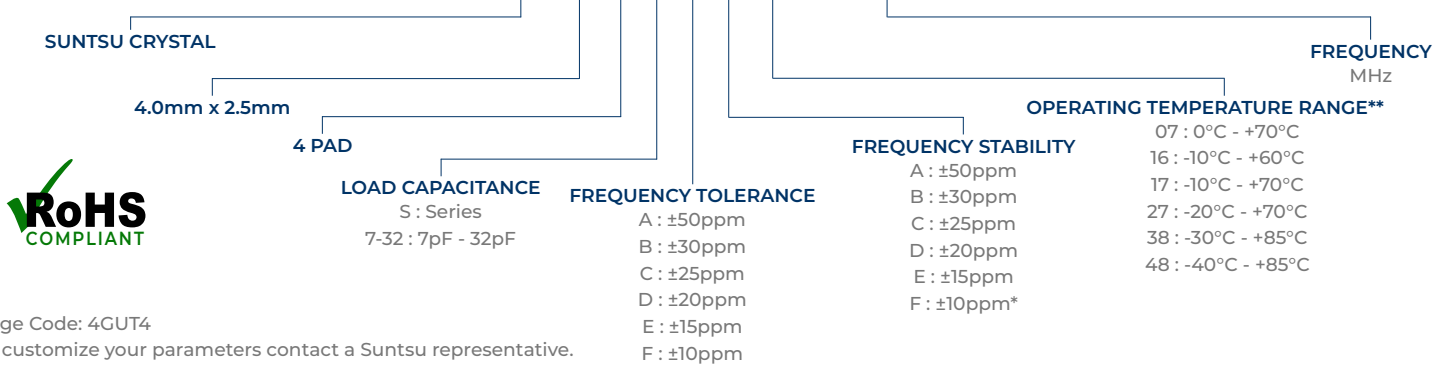 SUNTSU CRYSTAL
4.0mm x 2.5mm
4 PAD
LOAD CAPACITANCE
S : Series
7-32 : 7pF - 32pF
FREQUENCY TOLERANCE
A : ±50ppm
B : ±30ppm
C : ±25ppm
D : ±20ppm
E : ±15ppm
F : ±10ppm
FREQUENCY STABILITY
A : ±50ppm
B : ±30ppm
C : ±25ppm
D : ±20ppm
E : ±15ppm
F : ±10ppm*
OPERATING TEMPERATURE RANGE**
07 : 0°C - +70°C
16 : -10°C - +60°C
17 : -10°C - +70°C
27 : -20°C - +70°C
38 : -30°C - +85°C
48 : -40°C - +85°C
FREQUENCY
MHz
RoHS
COMPLIANT
ge Code: 4GUT4
customize your parameters contact a Suntsu representative.